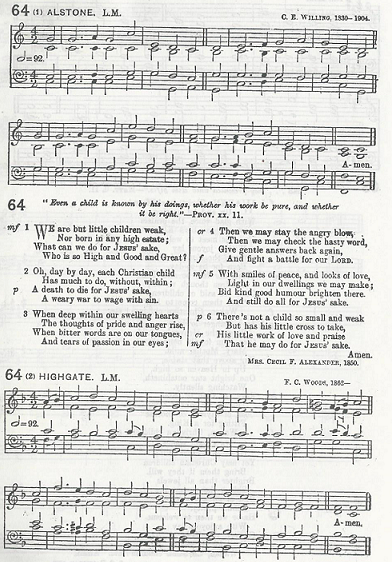 64 (1) ALSTONE. L.M.
C. E. WILLING, 1830-1904.
=92.
A-men.
64
"Even a child is known by his doings, whether his work be pure, and whether
it be right."—PROV. xx. 11.
mf 1 WE are but little children weak,
Nor born in any high estate;
What can we do for JESUS' sake,
Who is so High and Good and Great?
2 Oh, day by day, each Christian child
Has much to do, without, within;
p A death to die for JESUS' sake,
A weary war to wage with sin.
3 When deep within our swelling hearts
The thoughts of pride and anger rise,
When bitter words are on our tongues,
And tears of passion in our eyes;
cr 4 Then we may stay the angry blow,
Then we may check the hasty word,
Give gentle answers back again,
f And fight a battle for our LORD.
mf 5 With smiles of peace, and looks of love,
Light in our dwellings we may make;
Bid kind good humour brighten there,
And still do all for JESUS' sake.
p 6 There's not a child so small and weak
But has his little cross to take,
cr His little work of love and praise
mf That he may do for JESUS' sake.
Amen.
MRS. CECIL F. ALEXANDER, 1850.
64 (2) HIGHGATE. L.M.
F. C. WOODS, 1862—
=92.
A-men.